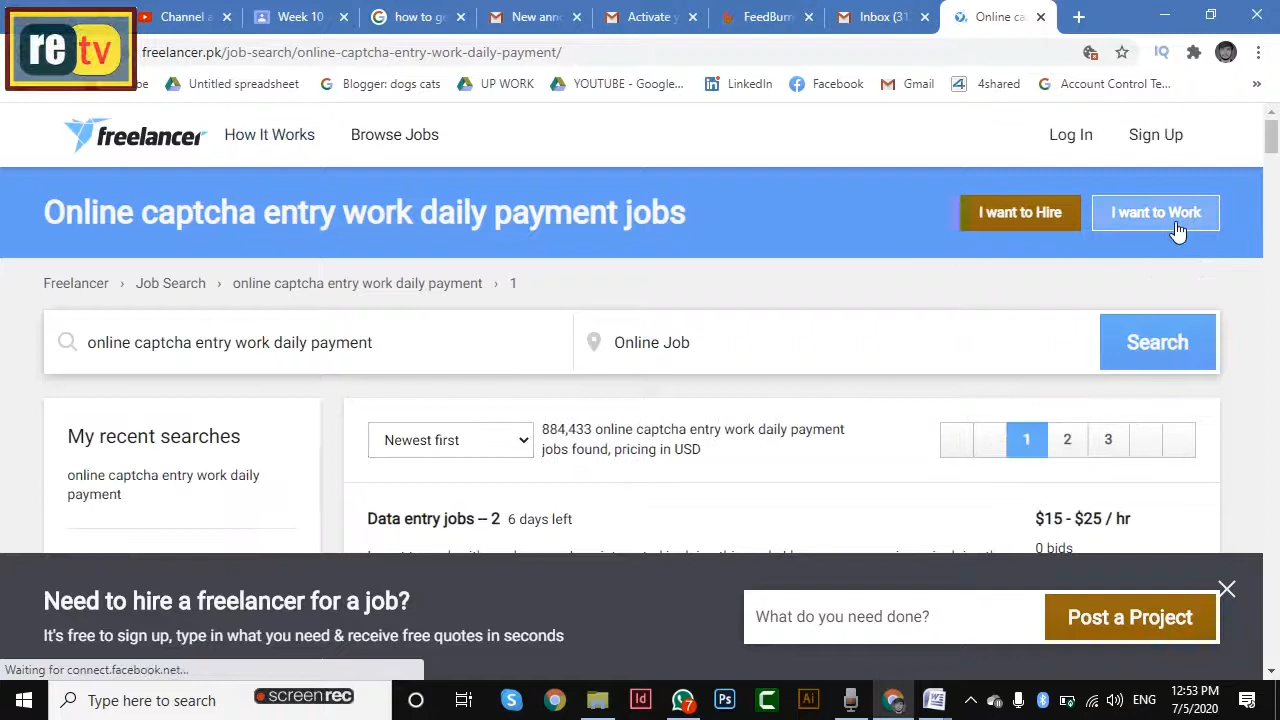 re tv
Channel a
Week 10
how to ge
New anno
Activate y
FeedBurn
Inbox (31
Online ca
freelancer.pk/job-search/online-captcha-entry-work-daily-payment/
be
Untitled spreadsheet
Blogger: dogs cats
UP WORK
YOUTUBE - Google...
LinkedIn
Facebook
Gmail
4shared
Account Control Te...
»
freelancer
How It Works
Browse Jobs
Log In
Sign Up
Online captcha entry work daily payment jobs
I want to Hire
I want to Work
Freelancer › Job Search › online captcha entry work daily payment › 1
online captcha entry work daily payment
Online Job
Search
My recent searches
online captcha entry work daily
payment
Newest first
884,433 online captcha entry work daily payment
jobs found, pricing in USD
1
2
3
Data entry jobs -- 2 6 days left
$15 - $25 / hr
0 bids
Need to hire a freelancer for a job?
It's free to sign up, type in what you need & receive free quotes in seconds
What do you need done?
Post a Project
Waiting for connect.facebook.net...
Type here to search
screenrec
7
ENG
12:53 PM
7/5/2020